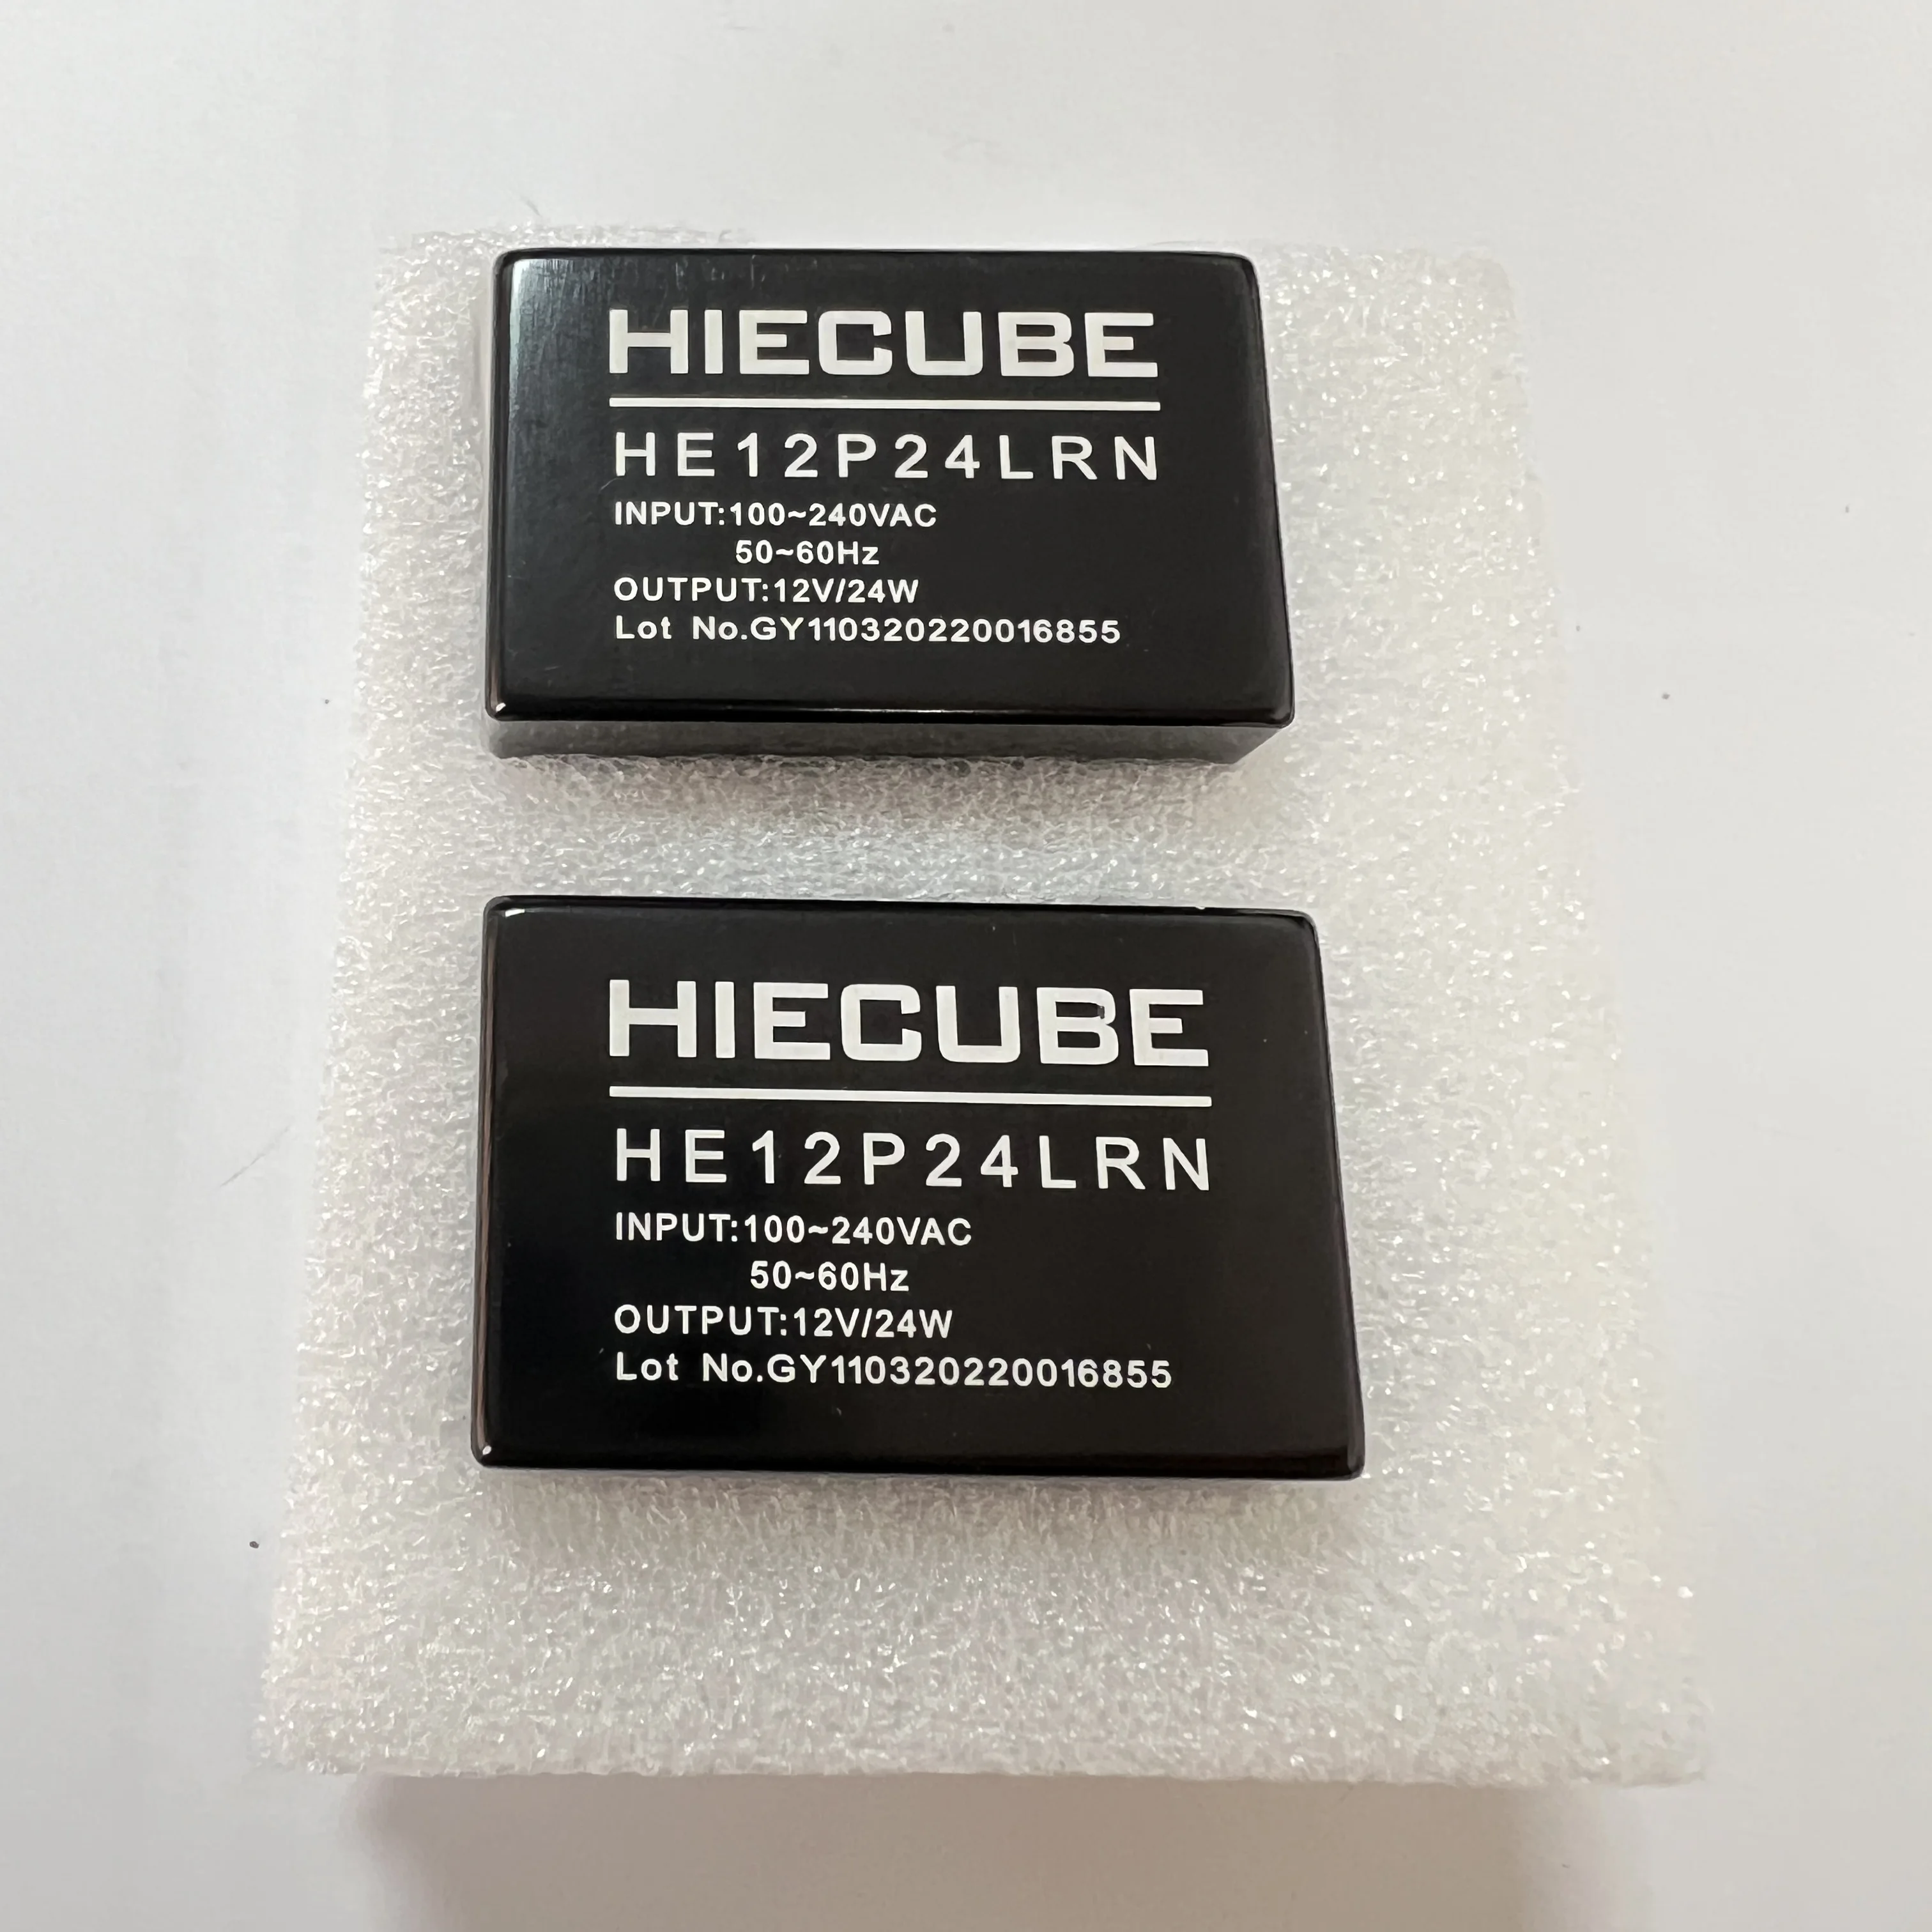 HIECUBE
HE12P24LRN
INPUT:100~240VAC
50~60Hz
OUTPUT:12V/24W
Lot No.GY110320220016855
HIECUBE
HE12P24LRN
INPUT:100~240VAC
50~60Hz
OUTPUT:12V/24W
Lot No.GY110320220016855